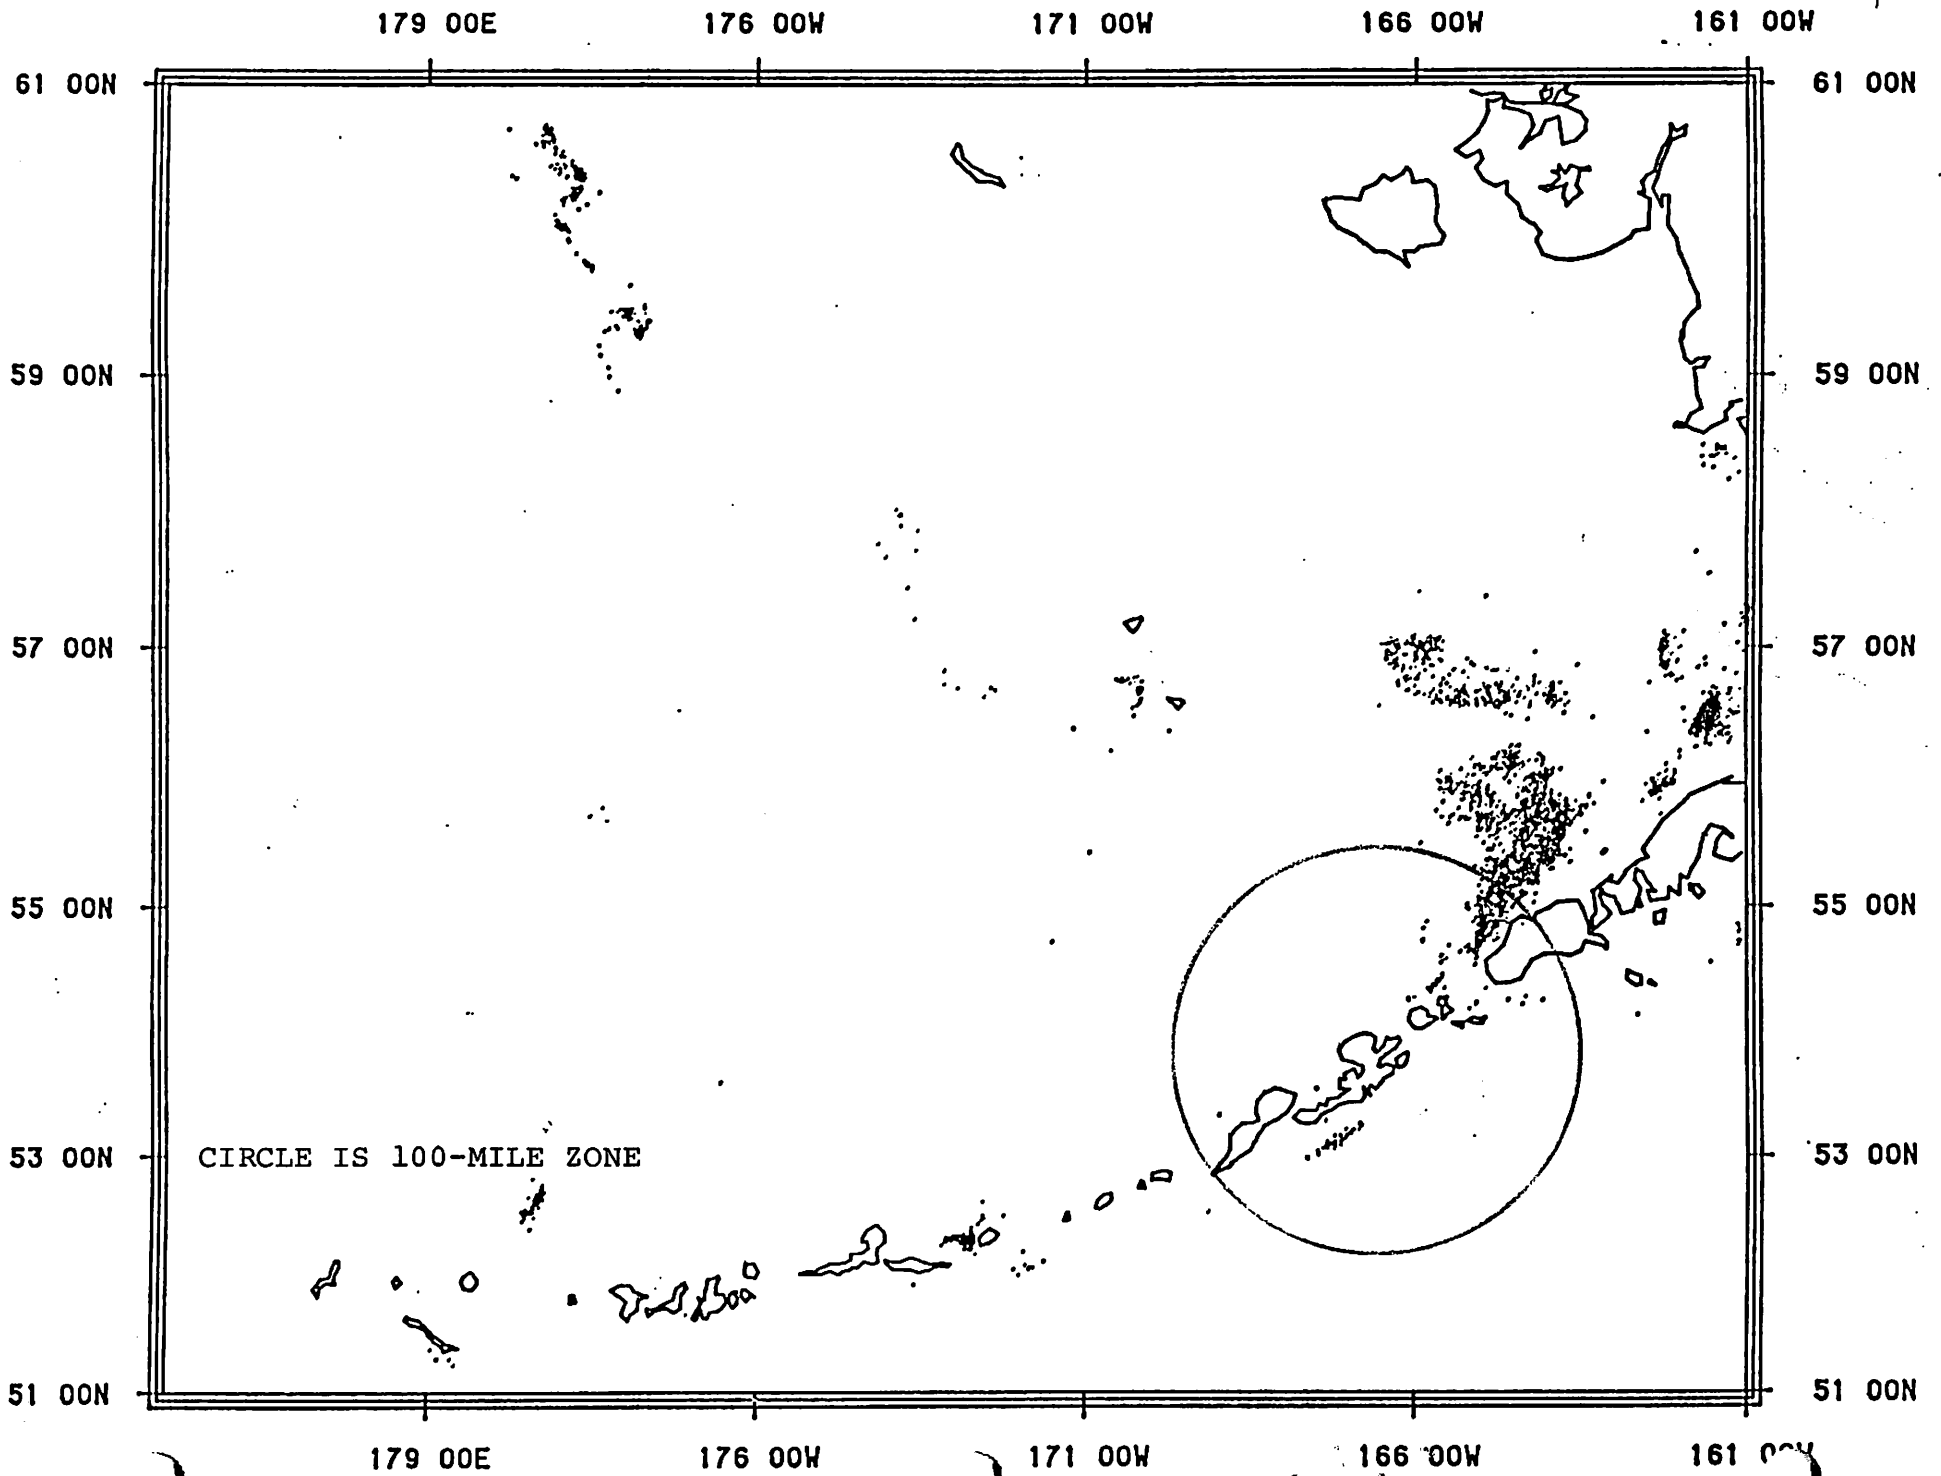 179 00E 176 00W 171 00W 166 00W 161 00W
61 00N 61 00N
59 00N 59 00N
57 00N 57 00N
55 00N 55 00N
53 00N CIRCLE IS 100-MILE ZONE 53 00N
51 00N 51 00N
179 00E 176 00W 171 00W 166 00W 161 00W